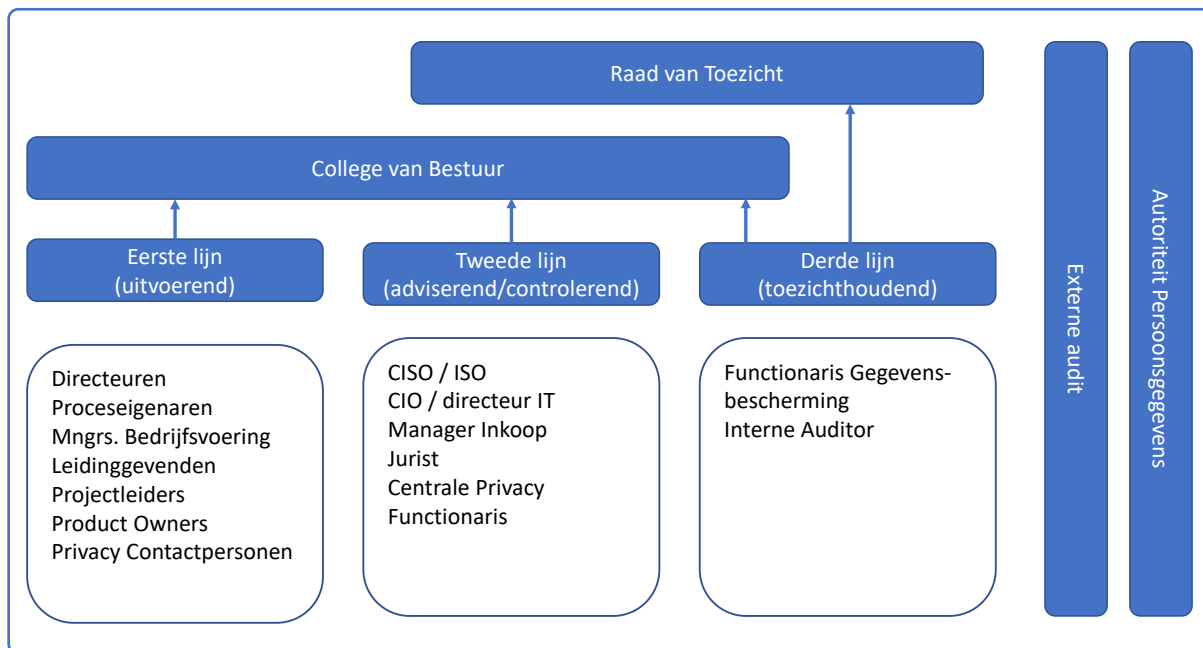 Raad van Toezicht
College van Bestuur
Eerste lijn
(uitvoerend)
Tweede lijn
(adviserend/controlerend)
Derde lijn
(toezichthoudend)
Directeuren
Proceseigenaren
Mngrs. Bedrijfsvoering
Leidinggevenden
Projectleiders
Product Owners
Privacy Contactpersonen
CISO / ISO
CIO / directeur IT
Manager Inkoop
Jurist
Centrale Privacy
Functionaris
Functionaris Gegevens-
bescherming
Interne Auditor
Externe audit
Autoriteit Persoonsgegevens